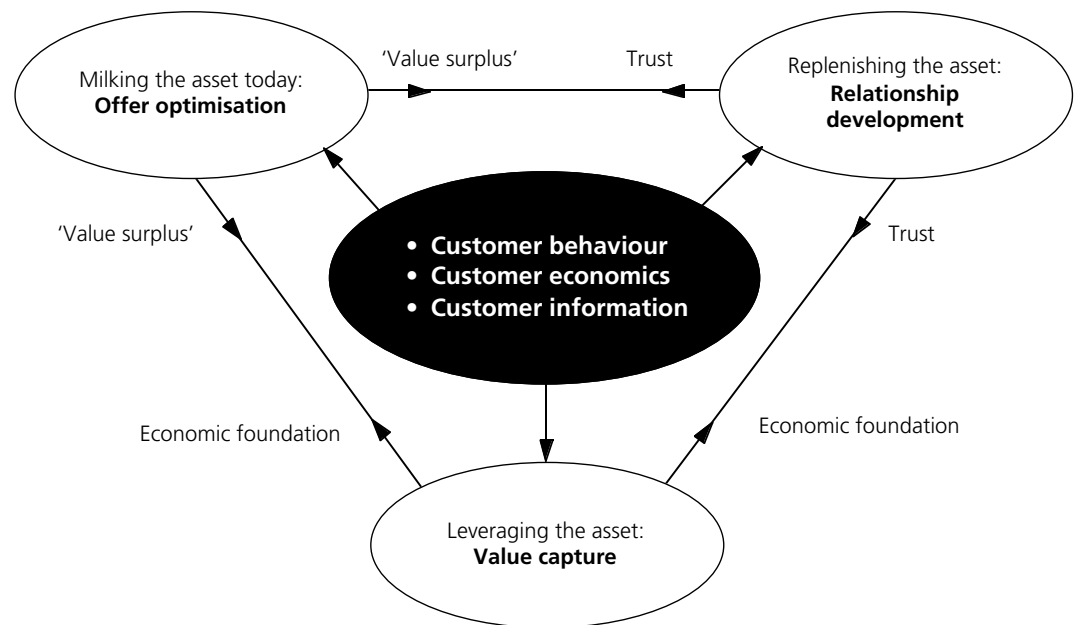 Milking the asset today:
Offer optimisation
‘Value surplus’
Trust
Replenishing the asset:
Relationship
development
• Customer behaviour
• Customer economics
• Customer information
‘Value surplus’
Trust
Economic foundation
Economic foundation
Leveraging the asset:
Value capture